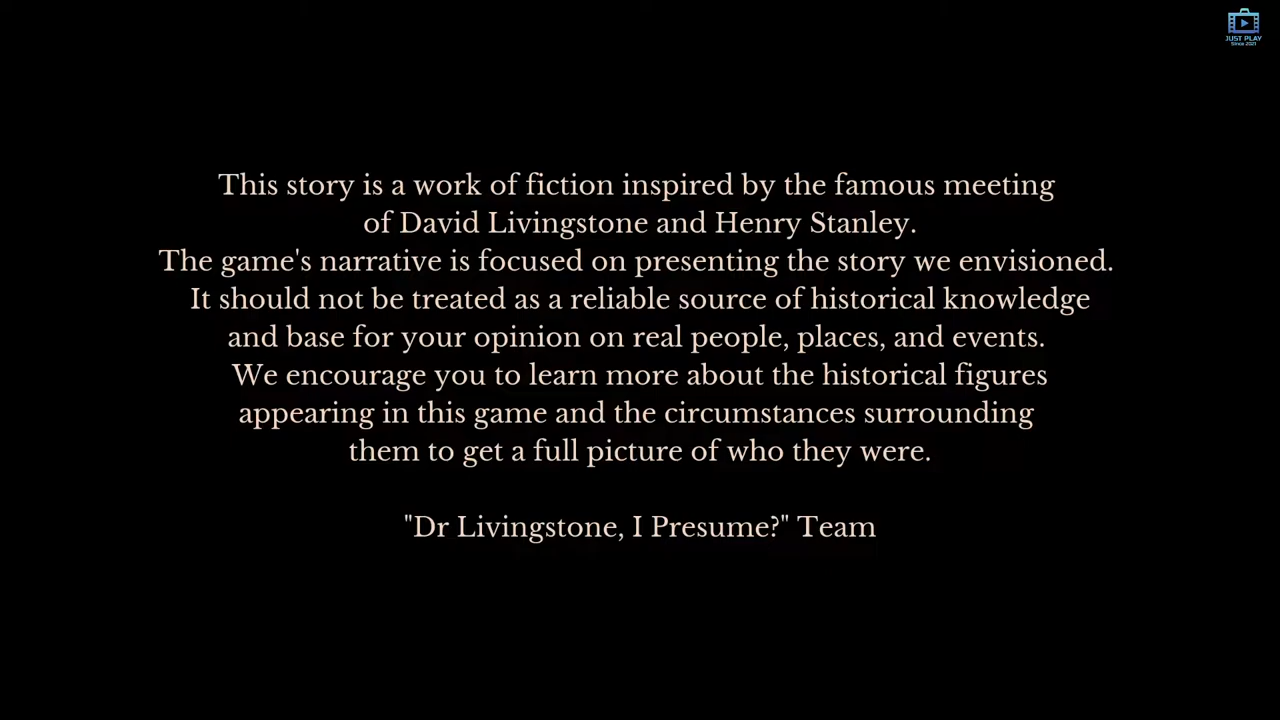 JUST PLAY
Since 2021
This story is a work of fiction inspired by the famous meeting
of David Livingstone and Henry Stanley.
The game's narrative is focused on presenting the story we envisioned.
It should not be treated as a reliable source of historical knowledge
and base for your opinion on real people, places, and events.
We encourage you to learn more about the historical figures
appearing in this game and the circumstances surrounding
them to get a full picture of who they were.
"Dr Livingstone, I Presume?" Team